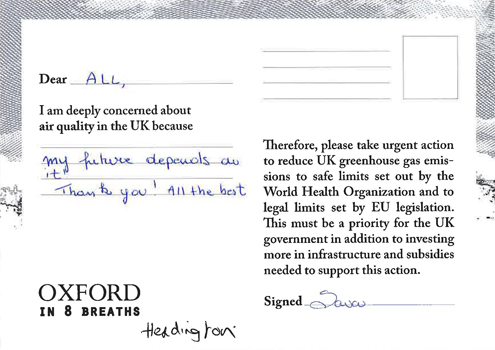 Dear ALL,
I am deeply concerned about
air quality in the UK because
my future depends on
it"
Thank you! All the best
OXFORD
IN 8 BREATHS
Headington
Therefore, please take urgent action
to reduce UK greenhouse gas emis-
sions to safe limits set out by the
World Health Organization and to
legal limits set by EU legislation.
This must be a priority for the UK
government in addition to investing
more in infrastructure and subsidies
needed to support this action.
Signed